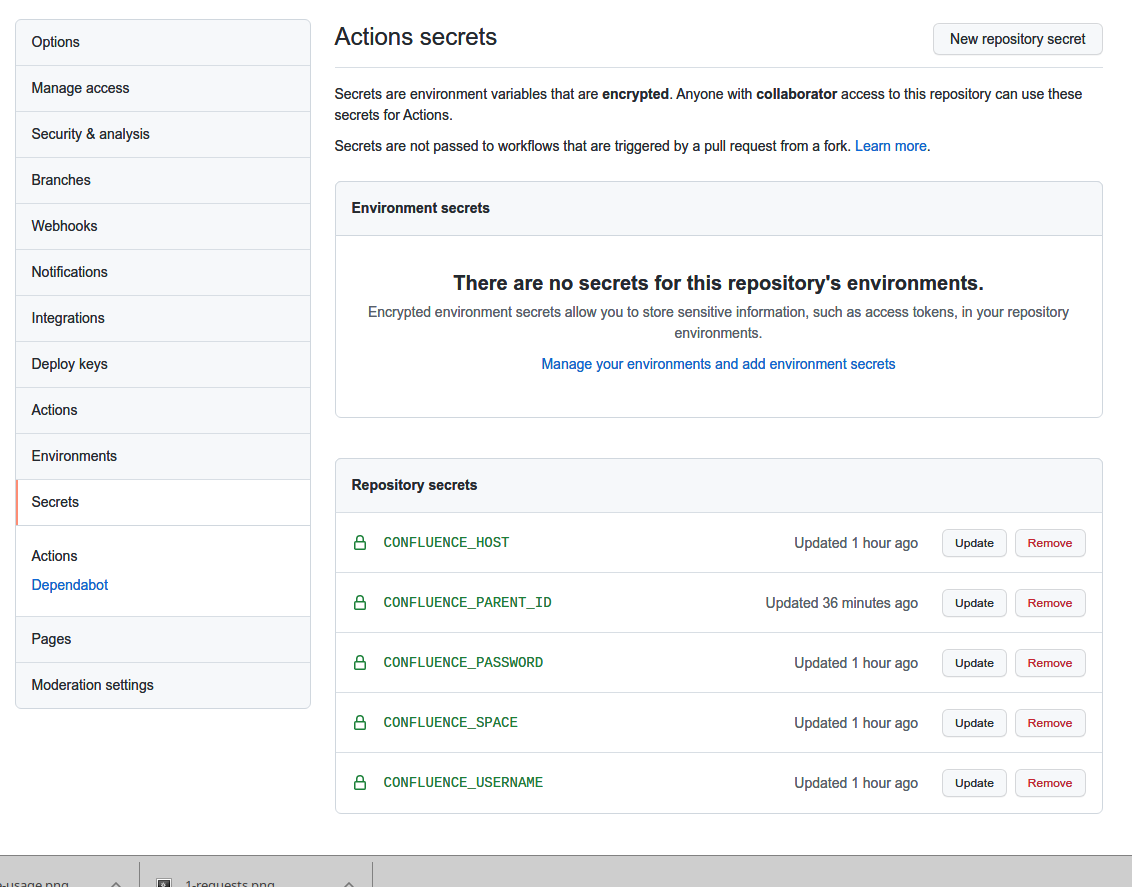 Options
Manage access
Security & analysis
Branches
Webhooks
Notifications
Integrations
Deploy keys
Actions
Environments
Secrets
Actions
Dependabot
Pages
Moderation settings
Actions secrets
New repository secret
Secrets are environment variables that are encrypted. Anyone with collaborator access to this repository can use these
secrets for Actions.
Secrets are not passed to workflows that are triggered by a pull request from a fork. Learn more.
Environment secrets
There are no secrets for this repository's environments.
Encrypted environment secrets allow you to store sensitive information, such as access tokens, in your repository
environments.
Manage your environments and add environment secrets
Repository secrets
CONFLUENCE_HOST Updated 1 hour ago Update Remove
CONFLUENCE_PARENT_ID Updated 36 minutes ago Update Remove
CONFLUENCE_PASSWORD Updated 1 hour ago Update Remove
CONFLUENCE_SPACE Updated 1 hour ago Update Remove
CONFLUENCE_USERNAME Updated 1 hour ago Update Remove
-usage.png 1-requests.png